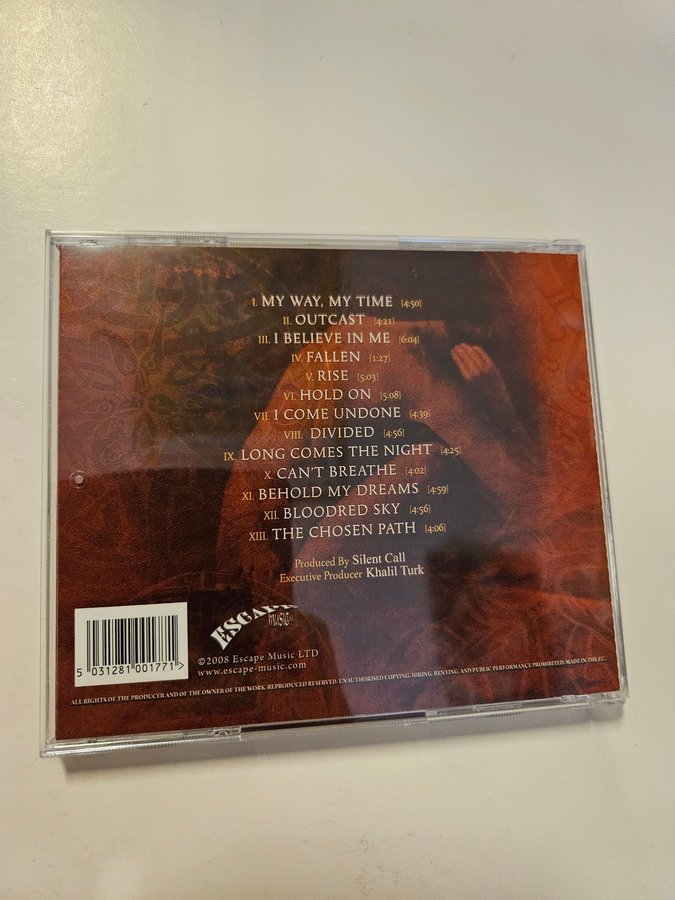 I. MY WAY, MY TIME [4:50]
II. OUTCAST [4:21]
III. I BELIEVE IN ME [6:04]
IV. FALLEN [1:27]
V. RISE [5:03]
VI. HOLD ON [5:08]
VII. I COME UNDONE [4:39]
VIII. DIVIDED [4:56]
IX. LONG COMES THE NIGHT [4:25]
X. CAN'T BREATHE [4:02]
XI. BEHOLD MY DREAMS [4:59]
XII. BLOODRED SKY [4:56]
XIII. THE CHOSEN PATH [4:06]
Produced By Silent Call
Executive Producer Khalil Turk
ESCAPE
MUSIC
©2008 Escape Music LTD
www.escape-music.com
5 031281 001771 >
ALL RIGHTS OF THE PRODUCER AND OF THE OWNER OF THE WORK REPRODUCED RESERVED. UNAUTHORISED COPYING, HIRING, RENTING AND PUBLIC PERFORMANCE PROHIBITED. MADE IN THE EU.